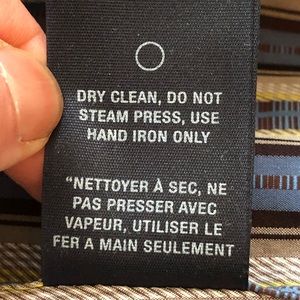 DRY CLEAN, DO NOT
STEAM PRESS, USE
HAND IRON ONLY
"NETTOYER À SEC, NE
PAS PRESSER AVEC
VAPEUR, UTILISER LE
FER A MAIN SEULEMENT